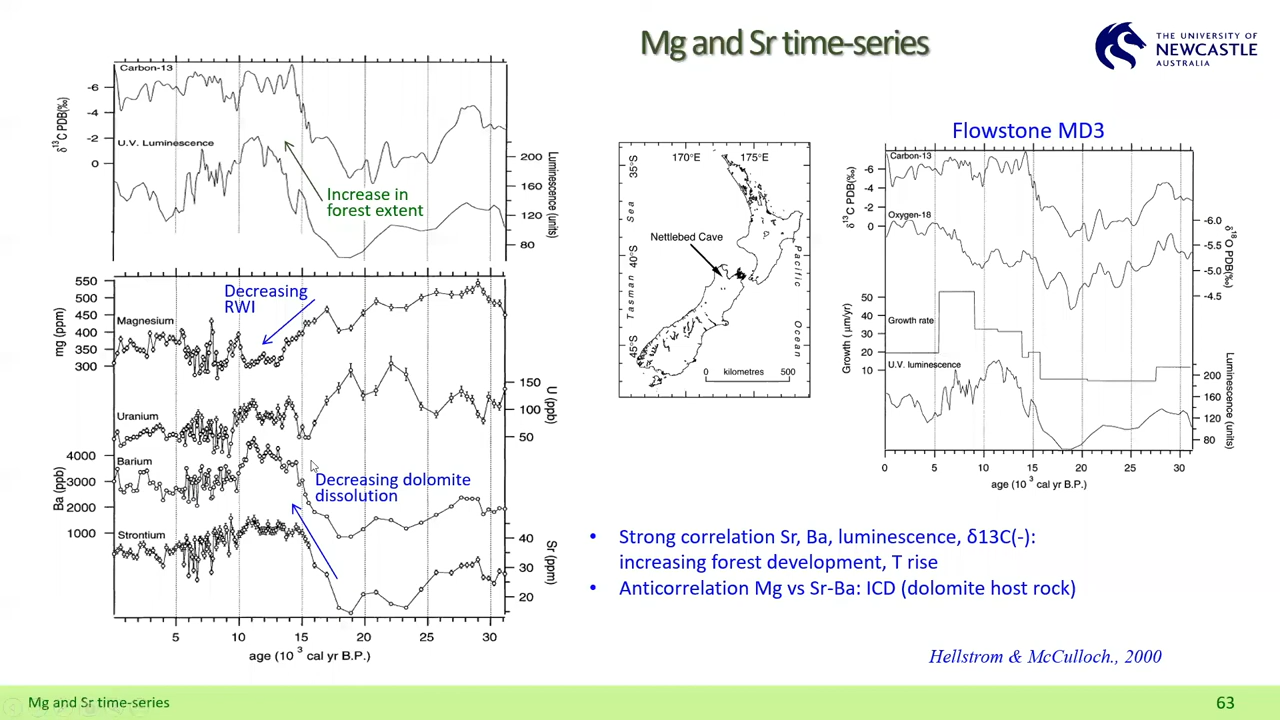 Mg and Sr time-series
THE UNIVERSITY OF
NEWCASTLE
AUSTRALIA
Carbon-13
-6
-4
-2
0
δ13C PDB(‰)
U.V. Luminescence
200
160
120
80
Luminescence (units)
Increase in
forest extent
550
500
450
400
350
300
mg (ppm)
Magnesium
Decreasing
RWI
150
100
50
U (ppb)
Uranium
Barium
4000
3000
2000
1000
Ba (ppb)
Decreasing dolomite
dissolution
Strontium
40
30
20
Sr (ppm)
5 10 15 20 25 30
age (10 3 cal yr B.P.)
170°E 175°E
35°S
40°S
45°S
Tasman Sea
Pacific Ocean
Nettlebed Cave
0 kilometres 500
Flowstone MD3
Carbon-13
-6
-4
-2
0
δ13C PDB(‰)
Oxygen-18
-6.0
-5.5
-5.0
-4.5
δ18O PDB(‰)
50
40
30
20
10
Growth (μm/yr)
Growth rate
U.V. luminescence
200
160
120
80
Luminescence (units)
0 5 10 15 20 25 30
age (10 3 cal yr B.P.)
• Strong correlation Sr, Ba, luminescence, δ13C(-):
increasing forest development, T rise
• Anticorrelation Mg vs Sr-Ba: ICD (dolomite host rock)
Hellstrom & McCulloch., 2000
Mg and Sr time-series
63